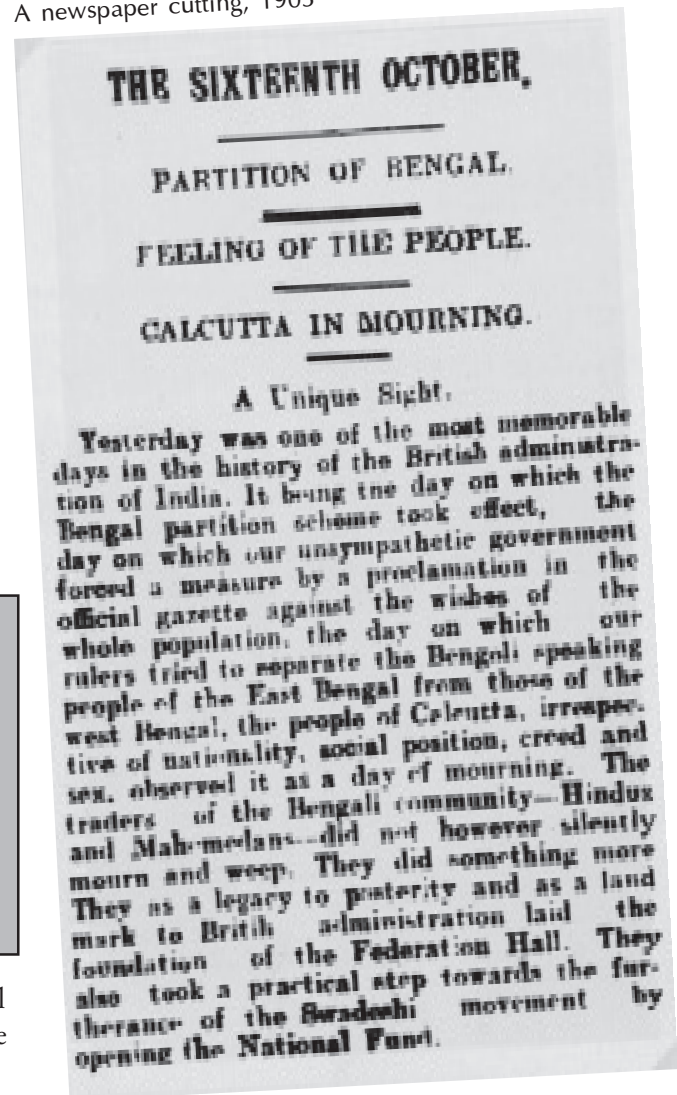 A newspaper cutting, 1905
THE SIXTEENTH OCTOBER.
PARTITION OF BENGAL.
FEELING OF THE PEOPLE.
CALCUTTA IN MOURNING.
A Unique Sight.
Yesterday was one of the most memorable
days in the history of the British administra-
tion of India. It being the day on which the
Bengal partition scheme took effect, the
day on which our unsympathetic government
forced a measure by a proclamation in the
official gazette against the wishes of the
whole population, the day on which our
rulers tried to separate the Bengali speaking
people of the East Bengal from those of the
west Bengal, the people of Calcutta, irrespec-
tive of nationality, social position, creed and
sex, observed it as a day of mourning. The
traders of the Bengali community—Hindus
and Mahomedans—did not however silently
mourn and weep. They did something more
They as a legacy to posterity and as a land
mark to Britih administration laid the
foundation of the Federation Hall. They
also took a practical step towards the fur-
therance of the Swadeshi movement by
opening the National Fund.